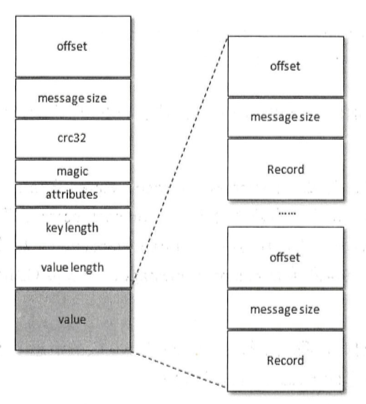 offset
message size
crc32
magic
attributes
key length
value length
value
offset
message size
Record
......
offset
message size
Record